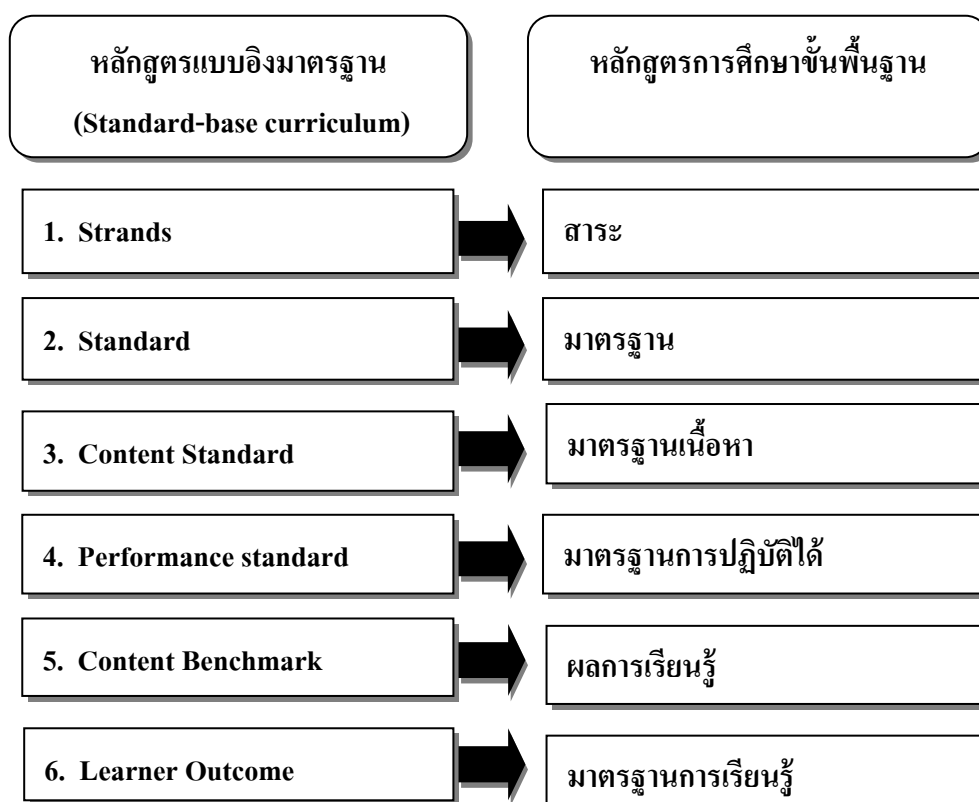 หลักสูตรแบบอิงมาตรฐาน
(Standard-base curriculum)
หลักสูตรการศึกษาขั้นพื้นฐาน
1. Strands
สาระ
2. Standard
มาตรฐาน
3. Content Standard
มาตรฐานเนื้อหา
4. Performance standard
มาตรฐานการปฏิบัติได้
5. Content Benchmark
ผลการเรียนรู้
6. Learner Outcome
มาตรฐานการเรียนรู้